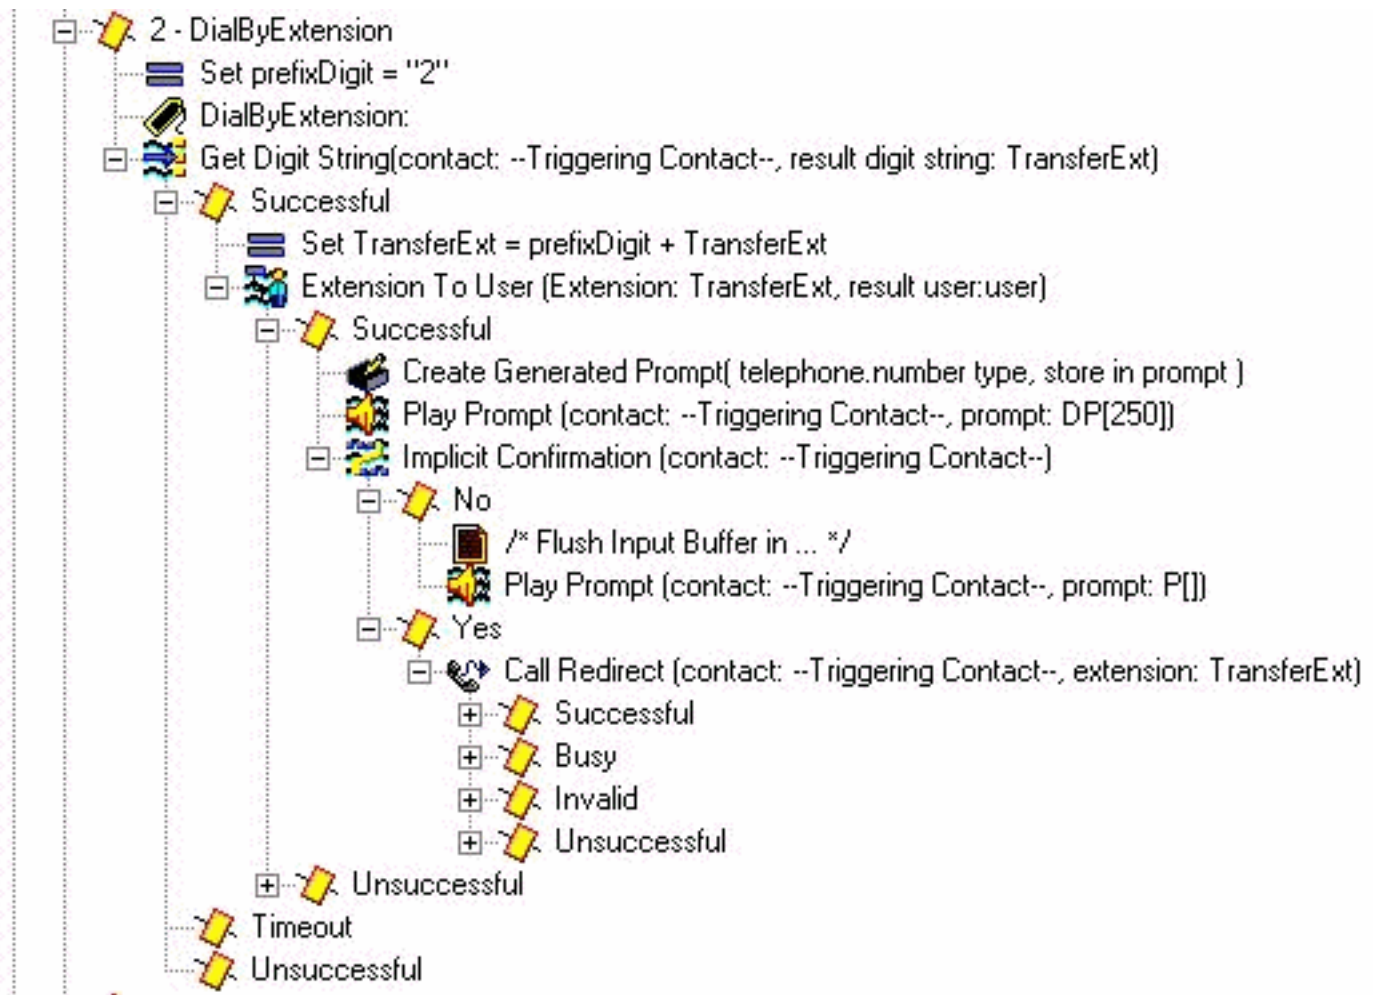 2 - DialByExtension
Set prefixDigit = "2"
DialByExtension:
Get Digit String(contact: --Triggering Contact--, result digit string: TransferExt)
Successful
Set TransferExt = prefixDigit + TransferExt
Extension To User (Extension: TransferExt, result user:user)
Successful
Create Generated Prompt( telephone.number type, store in prompt )
Play Prompt (contact: --Triggering Contact--, prompt: DP[250])
Implicit Confirmation (contact: --Triggering Contact--)
No
/* Flush Input Buffer in ... */
Play Prompt (contact: --Triggering Contact--, prompt: P[])
Yes
Call Redirect (contact: --Triggering Contact--, extension: TransferExt)
Successful
Busy
Invalid
Unsuccessful
Unsuccessful
Timeout
Unsuccessful